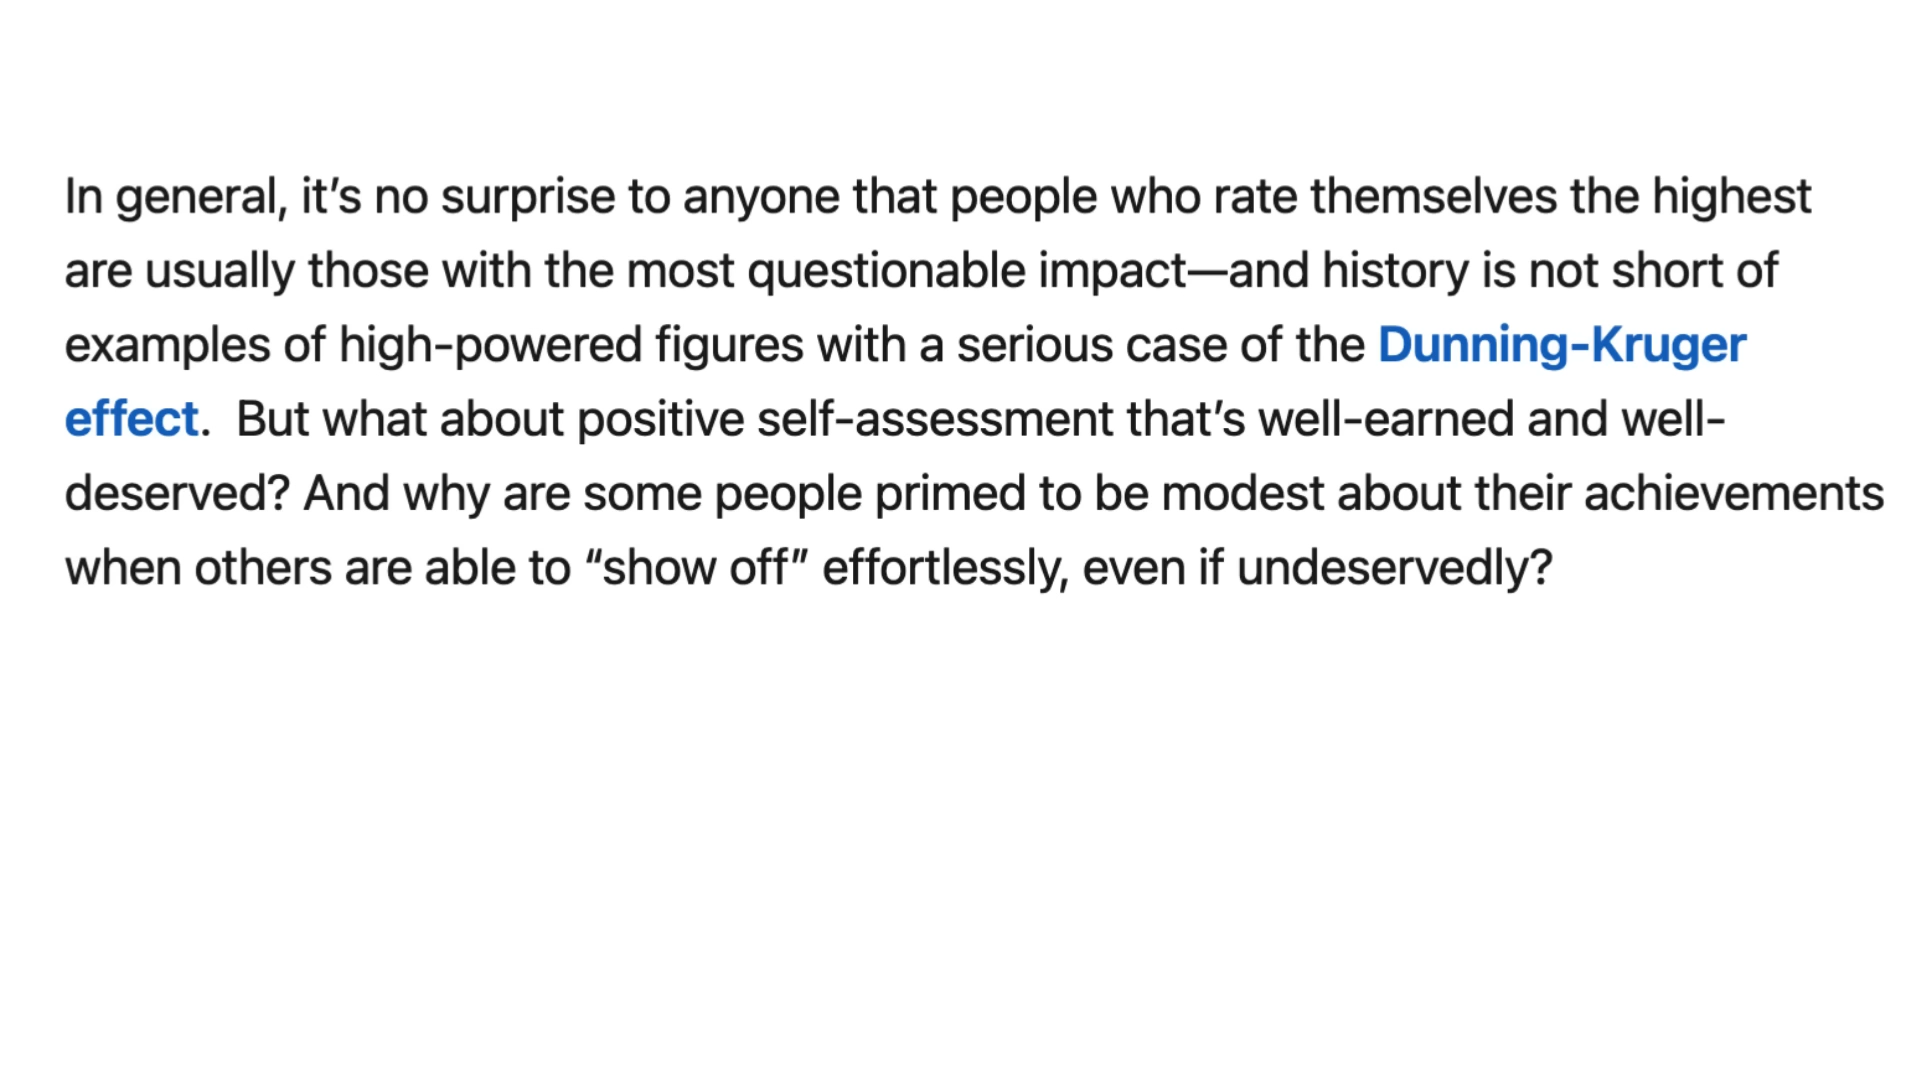 In general, it’s no surprise to anyone that people who rate themselves the highest
are usually those with the most questionable impact—and history is not short of
examples of high-powered figures with a serious case of the Dunning-Kruger
effect.  But what about positive self-assessment that’s well-earned and well-
deserved? And why are some people primed to be modest about their achievements
when others are able to “show off” effortlessly, even if undeservedly?